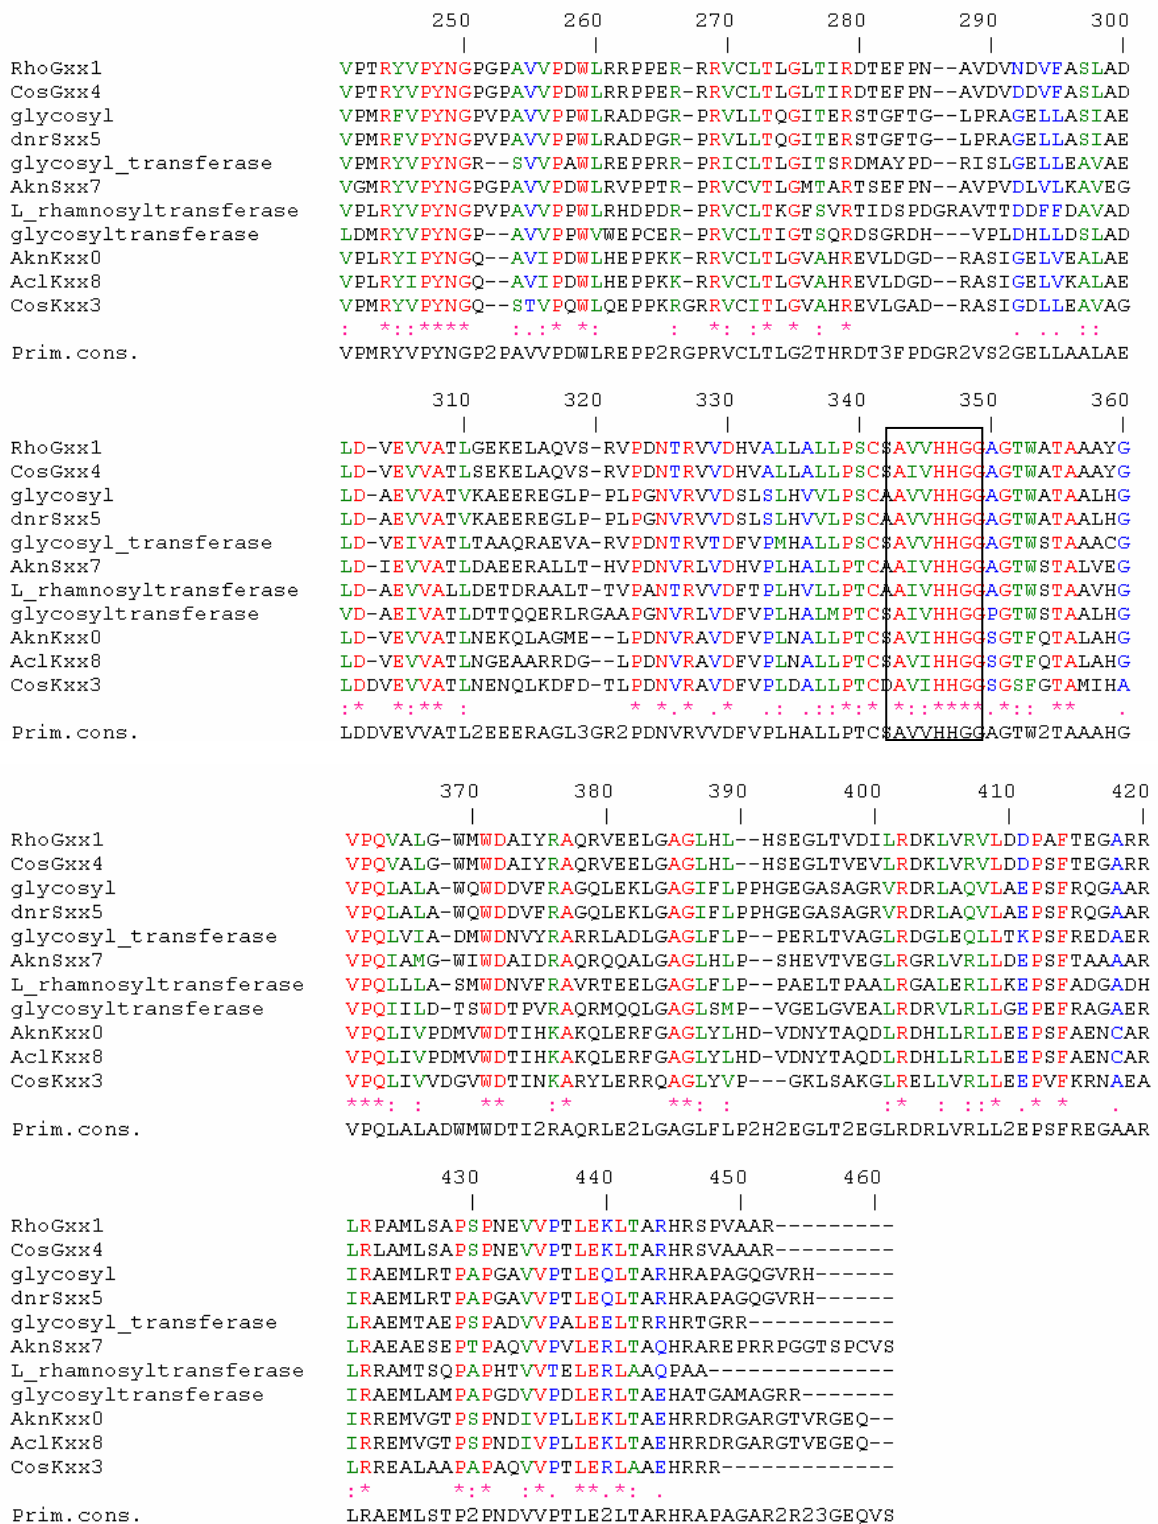 250 260 270 280 290 300
| | | | | |
RhoGxx1 VPTRYVPYNGPGPAVVPDWLRRPPER-RRVCLTLGLTIRDTEFPN--AVDVNDVFASLAD
CosGxx4 VPTRYVPYNGPGPAVVPDWLRRPPER-RRVCLTLGLTIRDTEFPN--AVDVDDVFASLAD
glycosyl VPMRFVPYNGPVPAVVPPWLRADPGR-PRVLLTQGITERSTGFTG--LPRAGELLASIAE
dnrSxx5 VPMRFVPYNGPVPAVVPPWLRADPGR-PRVLLTQGITERSTGFTG--LPRAGELLASIAE
glycosyl_transferase VPMRYVPYNGR--SVVPAWLREPPRR-PRICLTLGITSRDMAYPD--RISLGELLEAVAE
AknSxx7 VGMRYVPYNGPGPAVVPDWLRVPPTR-PRVCVTLGMTARTSEFPN--AVPVDLVLKAVEG
L_rhamnosyltransferase VPLRYVPYNGPVPAVVPPWLRHDPDR-PRVCLTKGFSVRTIDSPDGRAVTTDDFFDAVAD
glycosyltransferase LDMRYVPYNGP--AVVPPWVWEPCER-PRVCLTIGTSQRDSGRDH---VPLDHLLDSLAD
AknKxx0 VPLRYIPYNGQ--AVIPDWLHEPPKK-RRVCLTLGVAHREVLDGD--RASIGELVEALAE
AclKxx8 VPLRYIPYNGQ--AVIPDWLHEPPKK-RRVCLTLGVAHREVLDGD--RASIGELVKALAE
CosKxx3 VPMRYVPYNGQ--STVPQWLQEPPKRGRRVCITLGVAHREVLGAD--RASIGDLLEAVAG
: *::**** :.:* *: : *: :* * : * . .. ::
Prim.cons. VPMRYVPYNGP2PAVVPDWLREPP2RGPRVCLTLG2THRDT3FPDGR2VS2GELLAALAE
310 320 330 340 350 360
| | | | | |
RhoGxx1 LD-VEVVATLGEKELAQVS-RVPDNTRVVDHVALLALLPSCSAVVHHGGAGTWATAAAYG
CosGxx4 LD-VEVVATLSEKELAQVS-RVPDNTRVVDHVALLALLPSCSAIVHHGGAGTWATAAAYG
glycosyl LD-AEVVATVKAEEREGLP-PLPGNVRVVDSLSLHVVLPSCAAVVHHGGAGTWATAALHG
dnrSxx5 LD-AEVVATVKAEEREGLP-PLPGNVRVVDSLSLHVVLPSCAAVVHHGGAGTWATAALHG
glycosyl_transferase LD-VEIVATLTAAQRAEVA-RVPDNTRVTDFVPMHALLPSCSAVVHHGGAGTWSTAAACG
AknSxx7 LD-IEVVATLDAEERALLT-HVPDNVRLVDHVPLHALLPTCAAIVHHGGAGTWSTALVEG
L_rhamnosyltransferase LD-AEVVALLDETDRAALT-TVPANTRVVDFTPLHVLLPTCAAIVHHGGAGTWSTAAVHG
glycosyltransferase VD-AEIVATLDTTQQERLRGAAPGNVRLVDFVPLHALMPTCSAIVHHGGPGTWSTAALHG
AknKxx0 LD-VEVVATLNEKQLAGME--LPDNVRAVDFVPLNALLPTCSAVIHHGGSGTFQTALAHG
AclKxx8 LD-VEVVATLNGEAARRDG--LPDNVRAVDFVPLNALLPTCSAVIHHGGSGTFQTALAHG
CosKxx3 LDDVEVVATLNENQLKDFD-TLPDNVRAVDFVPLDALLPTCDAVIHHGGSGSFGTAMIHA
:* *:** : * *.* .* .: .::*:* *::****.*:: ** .
Prim.cons. LDDVEVVATL2EEERAGL3GR2PDNVRVVDFVPLHALLPTCSAVVHHGGAGTW2TAAAHG
370 380 390 400 410 420
| | | | | |
RhoGxx1 VPQVALG-WMWDAIYRAQRVEELGAGLHL--HSEGLTVDILRDKLVRVLDDPAFTEGARR
CosGxx4 VPQVALG-WMWDAIYRAQRVEELGAGLHL--HSEGLTVEVLRDKLVRVLDDPSFTEGARR
glycosyl VPQLALA-WQWDDVFRAGQLEKLGAGIFLPPHGEGASAGRVRDRLAQVLAEPSFRQGAAR
dnrSxx5 VPQLALA-WQWDDVFRAGQLEKLGAGIFLPPHGEGASAGRVRDRLAQVLAEPSFRQGAAR
glycosyl_transferase VPQLVIA-DMWDNVYRARRLADLGAGLFLP--PERLTVAGLRDGLEQLLTKPSFREDAER
AknSxx7 VPQIAMG-WIWDAIDRAQRQQALGAGLHLP--SHEVTVEGLRGRLVRLLDEPSFTAAAAR
L_rhamnosyltransferase VPQLLLA-SMWDNVFRAVRTEELGAGLFLP--PAELTPAALRGALERLLKEPSFADGADH
glycosyltransferase VPQIILD-TSWDTPVRAQRMQQLGAGLSMP--VGELGVEALRDRVLRLLGEPEFRAGAER
AknKxx0 VPQLIVPDMVWDTIHKAKQLERFGAGLYLHD-VDNYTAQDLRDHLLRLLEEPSFAENCAR
AclKxx8 VPQLIVPDMVWDTIHKAKQLERFGAGLYLHD-VDNYTAQDLRDHLLRLLEEPSFAENCAR
CosKxx3 VPQLIVVDGVWDTINKARYLERRQAGLYVP---GKLSAKGLRELLVRLLEEPVFKRNAEA
***: : ** :* **: : :* : ::* .* * .
Prim.cons. VPQLALADWMWDTI2RAQRLE2LGAGLFLP2H2EGLT2EGLRDRLVRLL2EPSFREGAAR
430 440 450 460
| | | |
RhoGxx1 LRPAMLSAPSPNEVVPTLEKLTARHRSPVAAR---------
CosGxx4 LRLAMLSAPSPNEVVPTLEKLTARHRSVAAAR---------
glycosyl IRAEMLRTPAPGAVVPTLEQLTARHRAPAGQGVRH------
dnrSxx5 IRAEMLRTPAPGAVVPTLEQLTARHRAPAGQGVRH------
glycosyl_transferase LRAEMTAEPSPADVVPALEELTRRHRTGRR-----------
AknSxx7 LRAEAESEPTPAQVVPVLERLTAQHRAREPRRPGGTSPCVS
L_rhamnosyltransferase LRRAMTSQPAPHTVVTELERLAAQPAA--------------
glycosyltransferase IRAEMLAMPAPGDVVPDLERLTAEHATGAMAGRR-------
AknKxx0 IRREMVGTPSPNDIVPLLEKLTAEHRRDRGARGTVRGEQ--
AclKxx8 IRREMVGTPSPNDIVPLLEKLTAEHRRDRGARGTVEGEQ--
CosKxx3 LRREALAAPAPAQVVPTLERLAAEHRRR-------------
:* *:* :*. **.*: .
Prim.cons. LRAEMLSTP2PNDVVPTLE2LTARHRAPAGAR2R23GEQVS